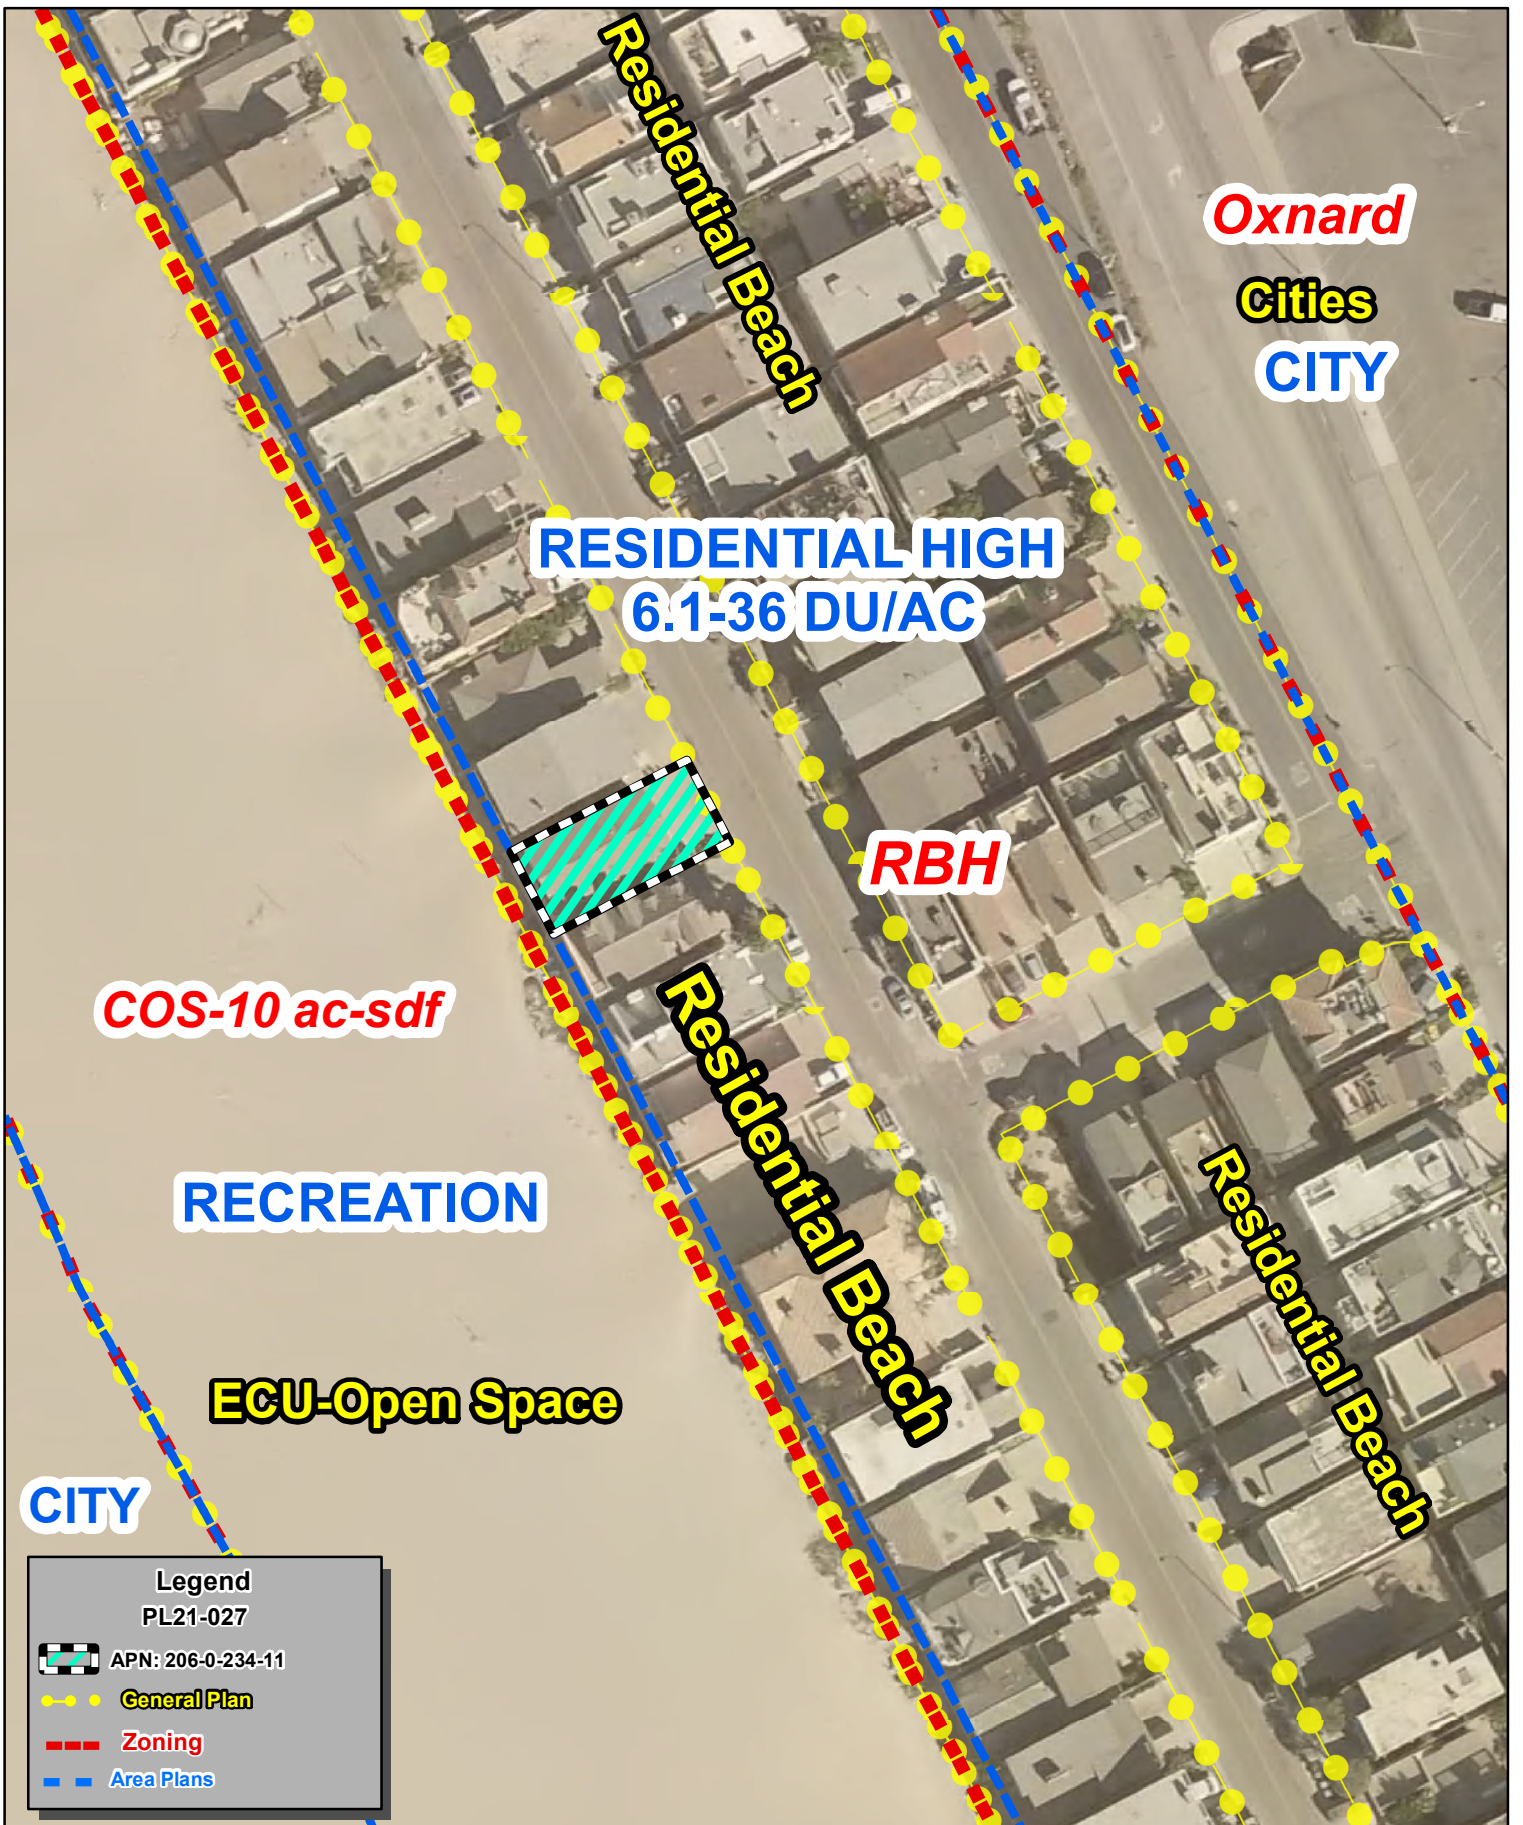 Residential Beach
Oxnard
Cities
CITY
RESIDENTIAL HIGH
6.1-36 DU/AC
RBH
COS-10 ac-sdf
Residential Beach
RECREATION
Residential Beach
ECU-Open Space
CITY
Legend
PL21-027
APN: 206-0-234-11
General Plan
Zoning
Area Plans